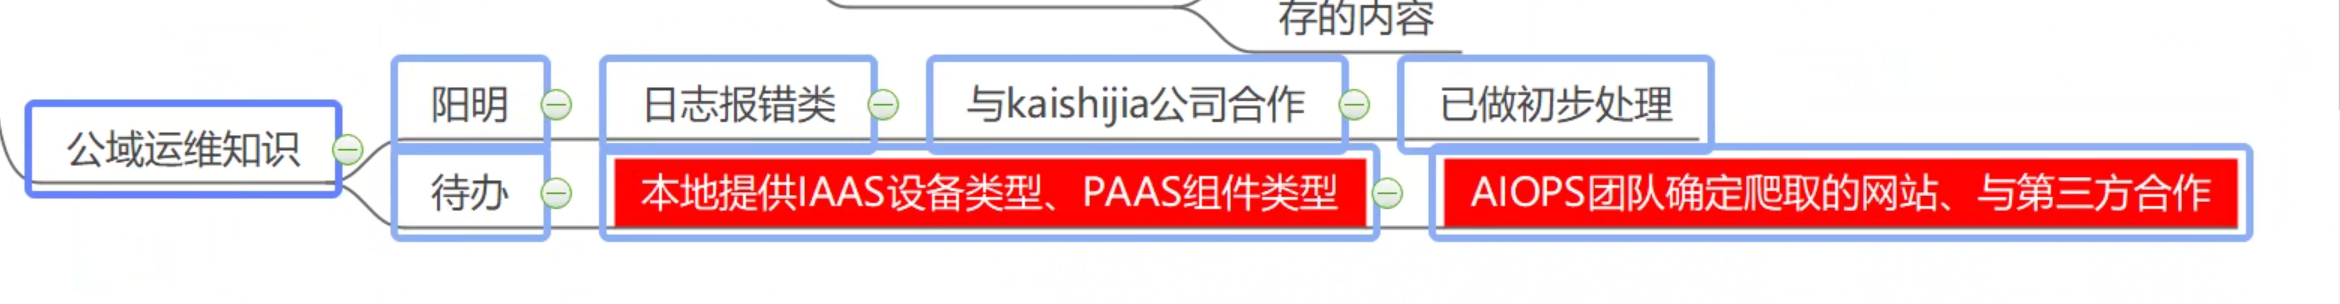 存的内容
公域运维知识
阳明
日志报错类
与kaishijia公司合作
已做初步处理
待办
本地提供IAAS设备类型、PAAS组件类型
AIOPS团队确定爬取的网站、与第三方合作